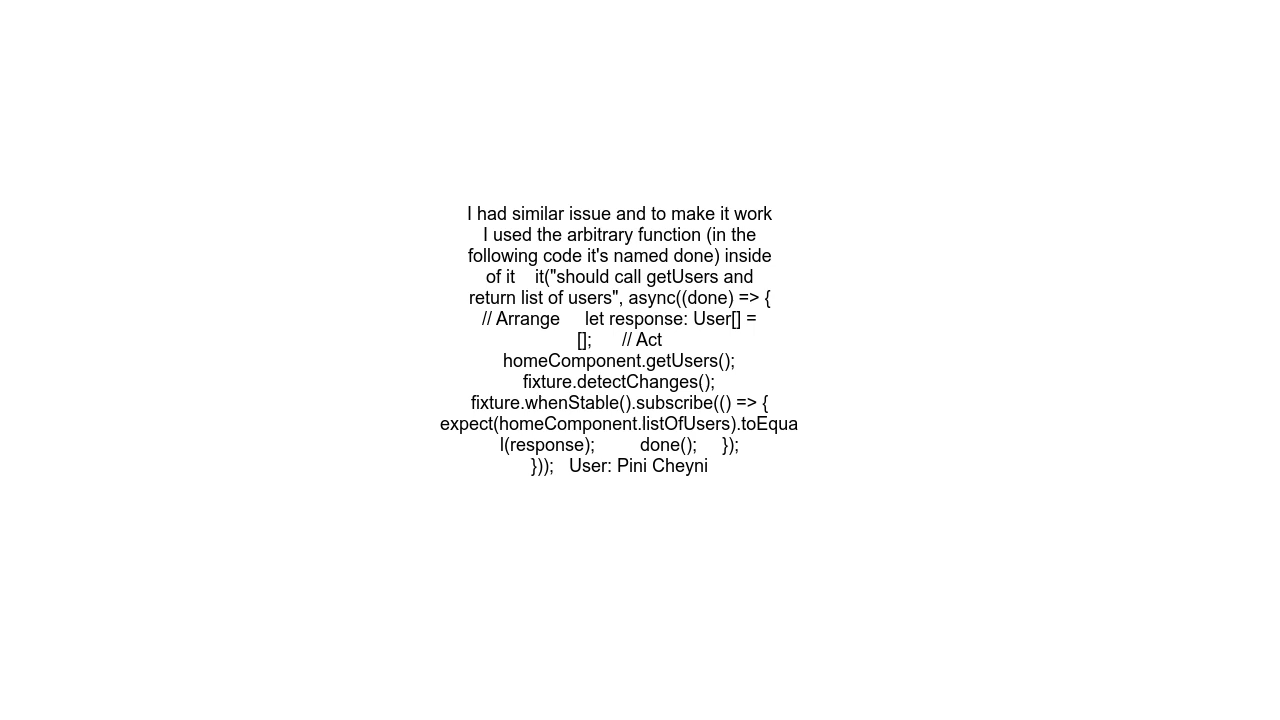 I had similar issue and to make it work
I used the arbitrary function (in the
following code it's named done) inside
of it    it("should call getUsers and
return list of users", async((done) => {
// Arrange     let response: User[] =
[];      // Act
homeComponent.getUsers();
fixture.detectChanges();
fixture.whenStable().subscribe(() => {
expect(homeComponent.listOfUsers).toEqua
l(response);         done();     });
}));   User: Pini Cheyni